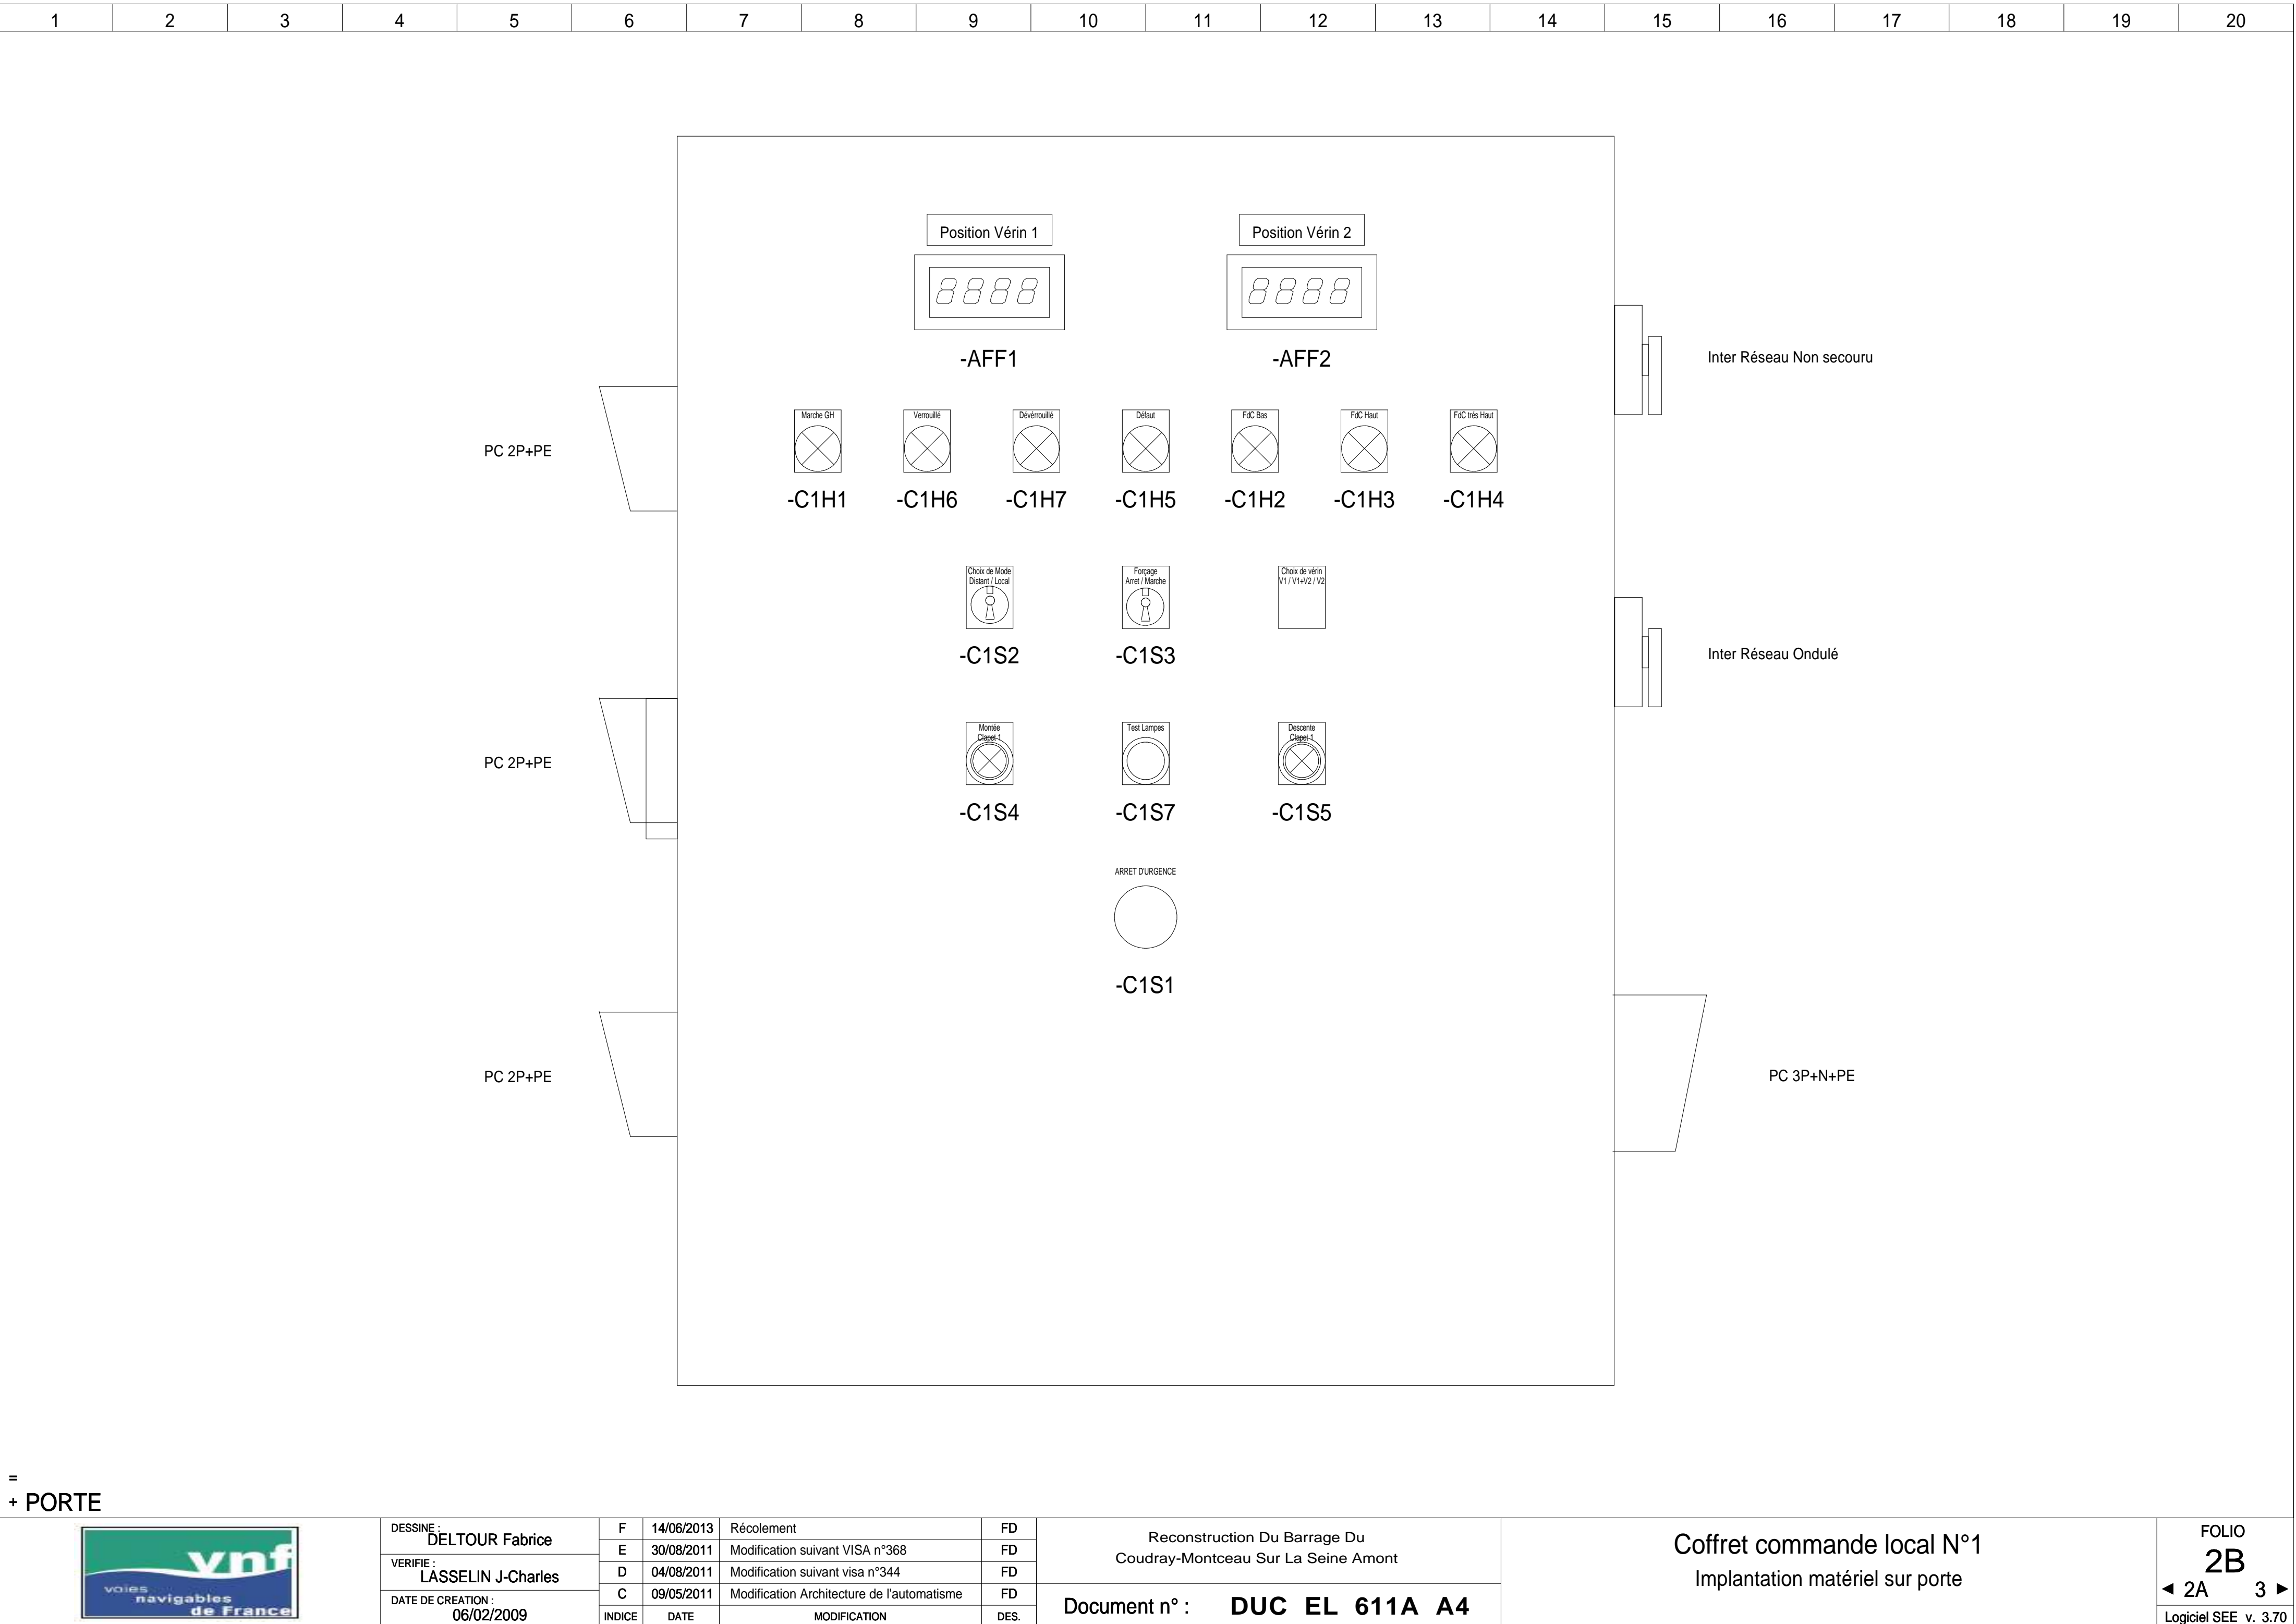 1 2 3 4 5 6 7 8 9 10 11 12 13 14 15 16 17 18 19 20
Position Vérin 1
Position Vérin 2
8888
8888
-AFF1
-AFF2
Inter Réseau Non secouru
Marche GH
Verrouillé
Dévérrouillé
Défaut
FdC Bas
FdC Haut
FdC trés Haut
PC 2P+PE
-C1H1
-C1H6
-C1H7
-C1H5
-C1H2
-C1H3
-C1H4
Choix de Mode
Distant / Local
Forçage
Arret / Marche
Choix de vérin
V1 / V1+V2 / V2
-C1S2
-C1S3
Inter Réseau Ondulé
Montée
Clapet 1
Test Lampes
Descente
Clapet 1
PC 2P+PE
-C1S4
-C1S7
-C1S5
ARRET D'URGENCE
-C1S1
PC 2P+PE
PC 3P+N+PE
=
+ PORTE
vnf
voies
navigables
de France
DESSINE :
DELTOUR Fabrice
VERIFIE :
LASSELIN J-Charles
DATE DE CREATION :
06/02/2009
F 14/06/2013 Récolement FD
E 30/08/2011 Modification suivant VISA n°368 FD
D 04/08/2011 Modification suivant visa n°344 FD
C 09/05/2011 Modification Architecture de l'automatisme FD
INDICE DATE MODIFICATION DES.
Reconstruction Du Barrage Du
Coudray-Montceau Sur La Seine Amont
Document n° : DUC EL 611A A4
Coffret commande local N°1
Implantation matériel sur porte
FOLIO
2B
◄ 2A 3 ►
Logiciel SEE v. 3.70